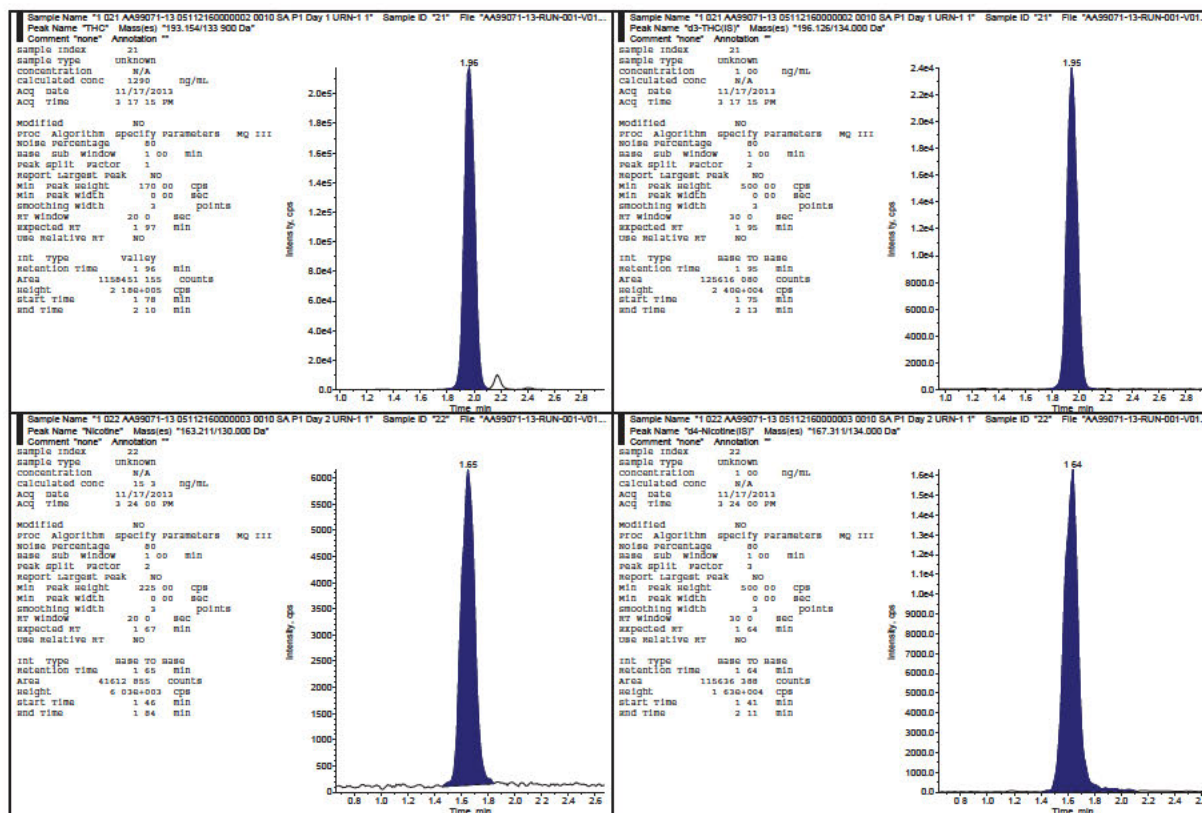 Sample Name "1 021 AA99071-13 05112160000002 0010 SA P1 Day 1 URN-1 1" Sample ID "21" File "AA99071-13-RUN-001-V01...
Peak Name "THC" Mass(es) "193.154/133 900 Da"
Comment "none" Annotation ""
Sample Index 21
Sample Type Unknown
Concentration N/A
Calculated Conc 1290 ng/mL
Acq Date 11/17/2013
Acq Time 3 17 15 PM
Modified NO
Proc Algorithm Specify Parameters MQ III
Noise Percentage 80
Base Sub Window 1 00 min
Peak Split Factor 1
Report Largest Peak NO
Min Peak Height 170 00 cps
Min Peak Width 0 00 sec
Smoothing Width 3 points
RT Window 20 0 sec
Expected RT 1 97 min
Use Relative RT NO
Int Type Valley
Retention Time 1 96 min
Area 1158451 155 counts
Height 2 18e+005 cps
Start Time 1 78 min
End Time 2 10 min
1.96
Intensity, cps
2.0e5
1.8e5
1.6e5
1.4e5
1.2e5
1.0e5
8.0e4
6.0e4
4.0e4
2.0e4
0.0
1.0 1.2 1.4 1.6 1.8 2.0 2.2 2.4 2.6 2.8
Time, min
Sample Name "1 021 AA99071-13 05112160000002 0010 SA P1 Day 1 URN-1 1" Sample ID "21" File "AA99071-13-RUN-001-V01...
Peak Name "d3-THC(IS)" Mass(es) "196.126/134.000 Da"
Comment "none" Annotation ""
Sample Index 21
Sample Type Unknown
Concentration 1 00 ng/mL
Calculated Conc N/A
Acq Date 11/17/2013
Acq Time 3 17 15 PM
Modified NO
Proc Algorithm Specify Parameters MQ III
Noise Percentage 80
Base Sub Window 1 00 min
Peak Split Factor 2
Report Largest Peak NO
Min Peak Height 500 00 cps
Min Peak Width 0 00 sec
Smoothing Width 3 points
RT Window 30 0 sec
Expected RT 1 95 min
Use Relative RT NO
Int Type Base To Base
Retention Time 1 95 min
Area 125616 080 counts
Height 2 40e+004 cps
Start Time 1 75 min
End Time 2 13 min
1.95
Intensity, cps
2.4e4
2.2e4
2.0e4
1.8e4
1.6e4
1.4e4
1.2e4
1.0e4
8000.0
6000.0
4000.0
2000.0
0.0
1.0 1.2 1.4 1.6 1.8 2.0 2.2 2.4 2.6 2.8
Time, min
Sample Name "1 022 AA99071-13 05112160000003 0010 SA P1 Day 2 URN-1 1" Sample ID "22" File "AA99071-13-RUN-001-V01...
Peak Name "Nicotine" Mass(es) "163.211/130.000 Da"
Comment "none" Annotation ""
Sample Index 22
Sample Type Unknown
Concentration N/A
Calculated Conc 15 3 ng/mL
Acq Date 11/17/2013
Acq Time 3 24 00 PM
Modified NO
Proc Algorithm Specify Parameters MQ III
Noise Percentage 80
Base Sub Window 1 00 min
Peak Split Factor 2
Report Largest Peak NO
Min Peak Height 225 00 cps
Min Peak Width 0 00 sec
Smoothing Width 3 points
RT Window 20 0 sec
Expected RT 1 67 min
Use Relative RT NO
Int Type Base To Base
Retention Time 1 65 min
Area 41612 855 counts
Height 6 03e+003 cps
Start Time 1 46 min
End Time 1 84 min
1.65
Intensity, cps
6000
5500
5000
4500
4000
3500
3000
2500
2000
1500
1000
500
0
0.8 1.0 1.2 1.4 1.6 1.8 2.0 2.2 2.4 2.6
Time, min
Sample Name "1 022 AA99071-13 05112160000003 0010 SA P1 Day 2 URN-1 1" Sample ID "22" File "AA99071-13-RUN-001-V01...
Peak Name "d4-Nicotine(IS)" Mass(es) "167.311/134.000 Da"
Comment "none" Annotation ""
Sample Index 22
Sample Type Unknown
Concentration 1 00 ng/mL
Calculated Conc N/A
Acq Date 11/17/2013
Acq Time 3 24 00 PM
Modified NO
Proc Algorithm Specify Parameters MQ III
Noise Percentage 80
Base Sub Window 1 00 min
Peak Split Factor 3
Report Largest Peak NO
Min Peak Height 500 00 cps
Min Peak Width 0 00 sec
Smoothing Width 3 points
RT Window 30 0 sec
Expected RT 1 64 min
Use Relative RT NO
Int Type Base To Base
Retention Time 1 64 min
Area 115636 388 counts
Height 1 63e+004 cps
Start Time 1 41 min
End Time 2 11 min
1 64
Intensity, cps
1.6e4
1.5e4
1.4e4
1.3e4
1.2e4
1.1e4
1.0e4
9000.0
8000.0
7000.0
6000.0
5000.0
4000.0
3000.0
2000.0
1000.0
0.0
0 8 1.0 1.2 1.4 1.6 1.8 2.0 2.2 2.4 2.6
Time, min